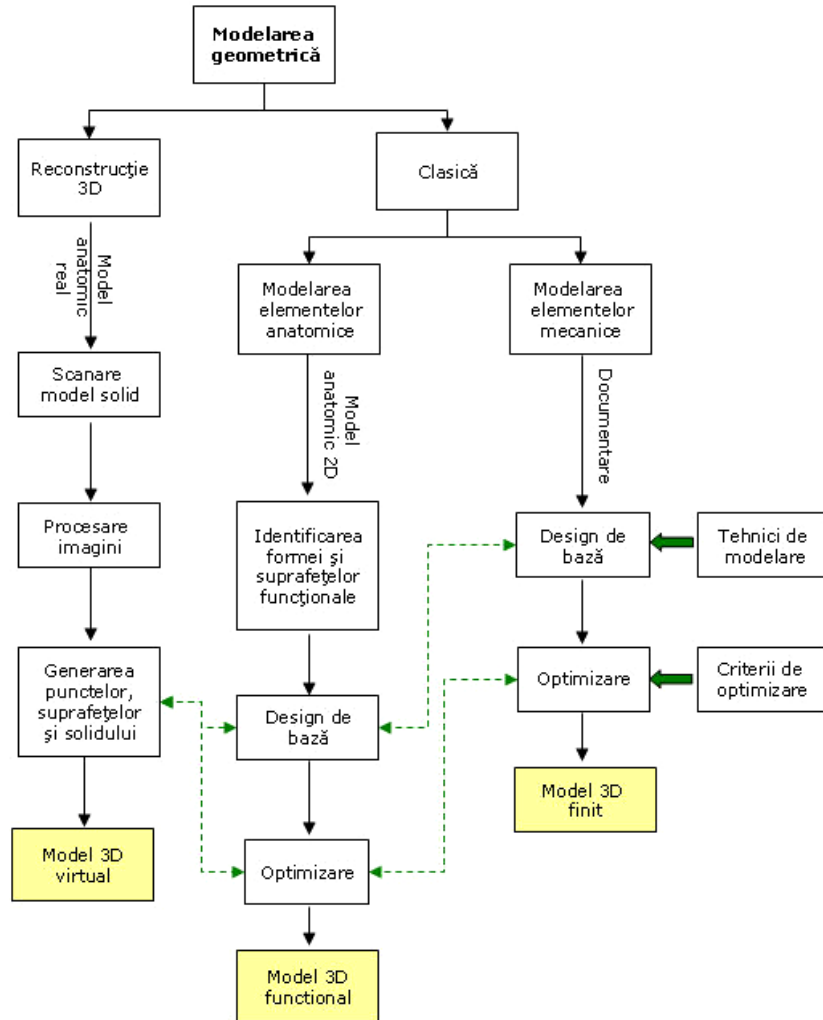 Modelarea
geometrică
Reconstrucţie
3D
Clasică
Model
anatomic
real
Modelarea
elementelor
anatomice
Modelarea
elementelor
mecanice
Scanare
model solid
Model
anatomic 2D
Documentare
Procesare
imagini
Identificarea
formei şi
suprafeţelor
funcţionale
Design de
bază
Tehnici de
modelare
Generarea
punctelor,
suprafeţelor
şi solidului
Design de
bază
Optimizare
Criterii de
optimizare
Model 3D
finit
Model 3D
virtual
Optimizare
Model 3D
functional